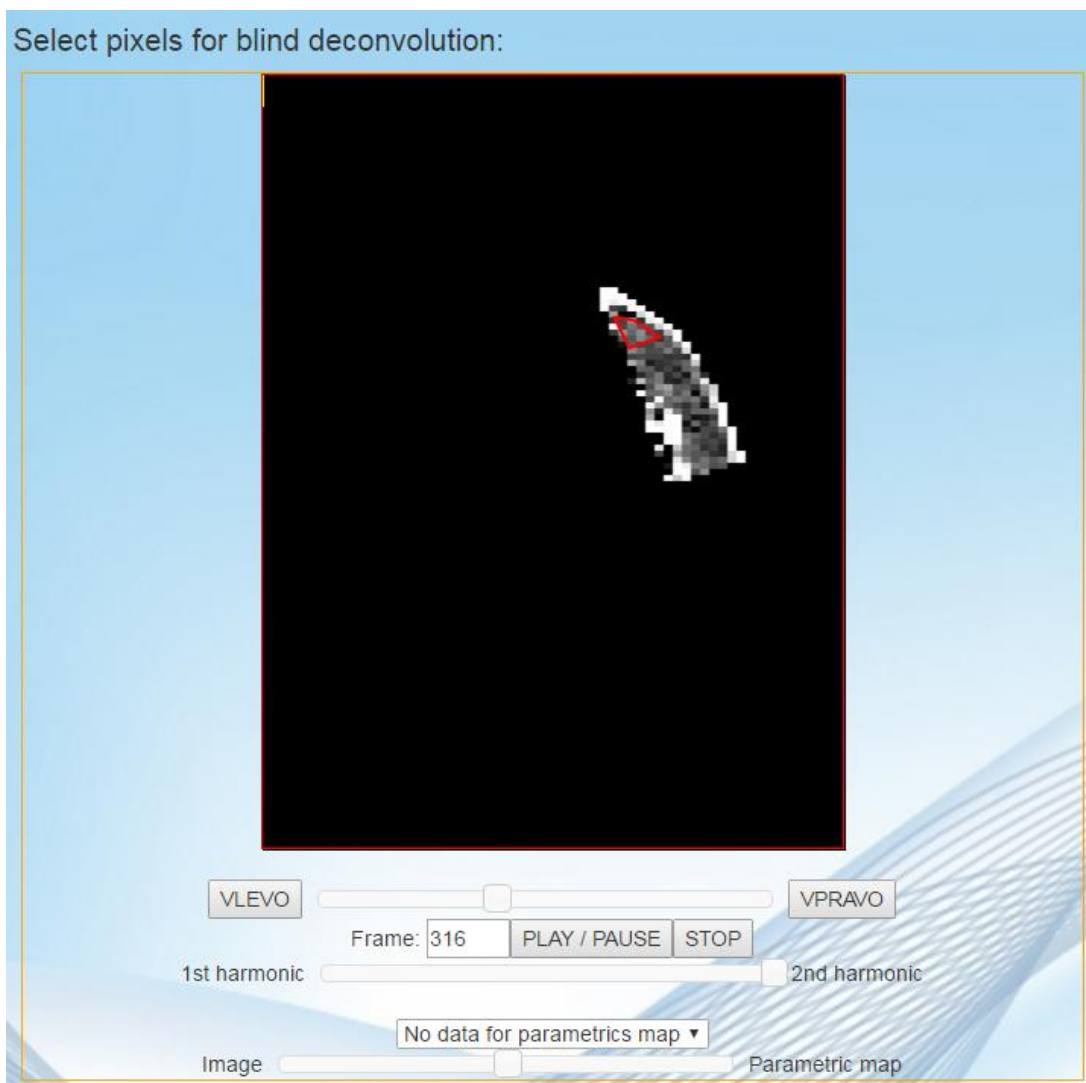 Select pixels for blind deconvolution:
VLEVO VPRAVO
Frame: 316 PLAY / PAUSE STOP
1st harmonic 2nd harmonic
No data for parametrics map ▼
Image Parametric map